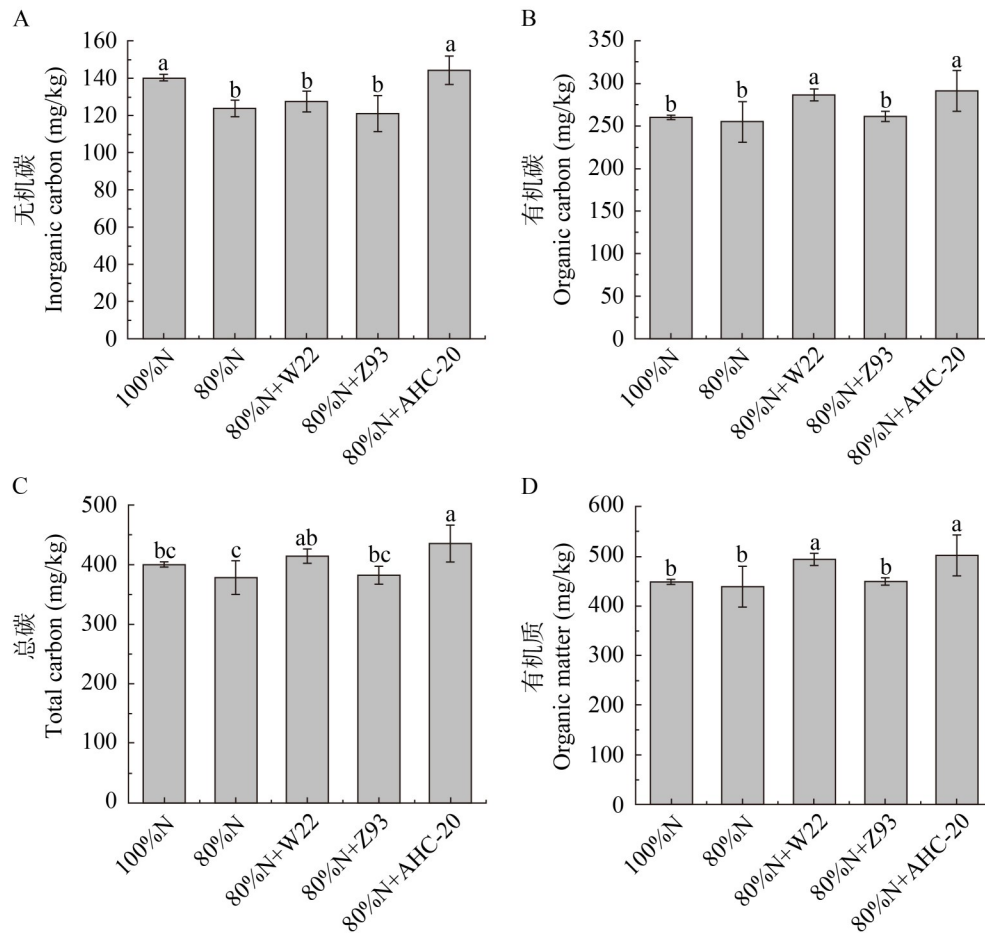 A
无机碳
Inorganic carbon (mg/kg)
160
140
120
100
80
60
40
20
0
a
b
b
b
a
100%N
80%N
80%N+W22
80%N+Z93
80%N+AHC-20
B
有机碳
Organic carbon (mg/kg)
350
300
250
200
150
100
50
0
b
b
a
b
a
100%N
80%N
80%N+W22
80%N+Z93
80%N+AHC-20
C
总碳
Total carbon (mg/kg)
500
400
300
200
100
0
bc
c
ab
bc
a
100%N
80%N
80%N+W22
80%N+Z93
80%N+AHC-20
D
有机质
Organic matter (mg/kg)
600
500
400
300
200
100
0
b
b
a
b
a
100%N
80%N
80%N+W22
80%N+Z93
80%N+AHC-20